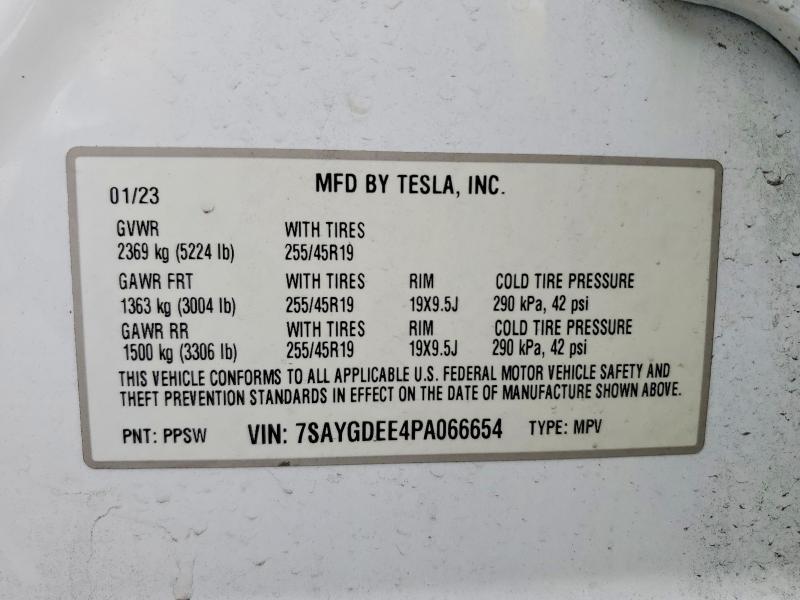 01/23 MFD BY TESLA, INC.
GVWR WITH TIRES
2369 kg (5224 lb) 255/45R19
GAWR FRT WITH TIRES RIM COLD TIRE PRESSURE
1363 kg (3004 lb) 255/45R19 19X9.5J 290 kPa, 42 psi
GAWR RR WITH TIRES RIM COLD TIRE PRESSURE
1500 kg (3306 lb) 255/45R19 19X9.5J 290 kPa, 42 psi
THIS VEHICLE CONFORMS TO ALL APPLICABLE U.S. FEDERAL MOTOR VEHICLE SAFETY AND
THEFT PREVENTION STANDARDS IN EFFECT ON THE DATE OF MANUFACTURE SHOWN ABOVE.
PNT: PPSW VIN: 7SAYGDEE4PA066654 TYPE: MPV